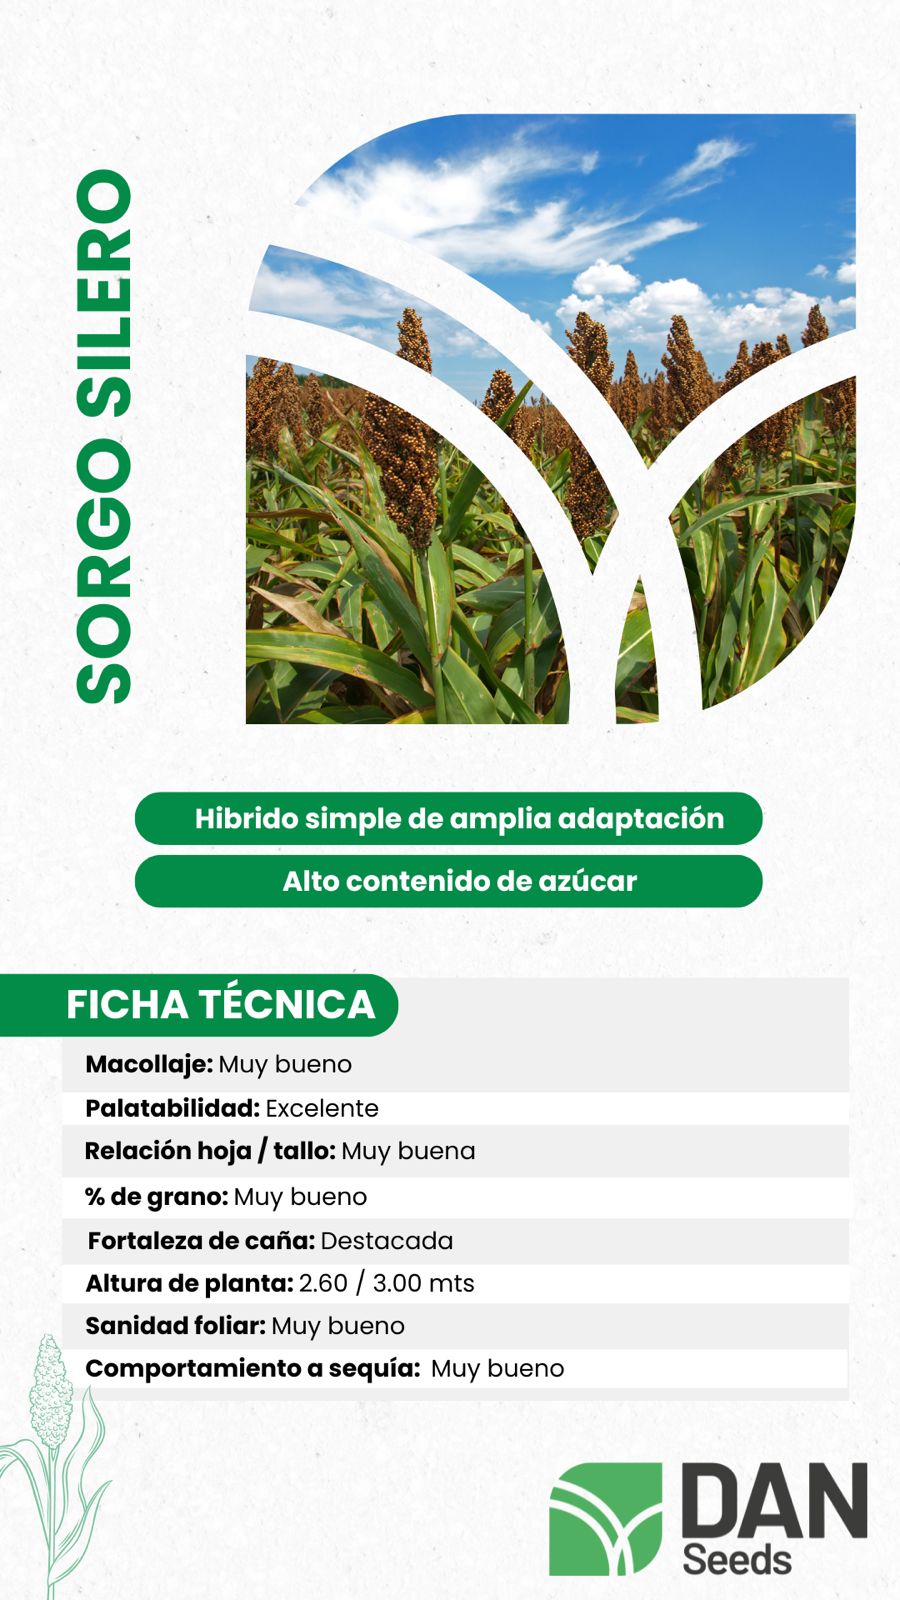 SORGO SILERO
Hibrido simple de amplia adaptación
Alto contenido de azúcar
FICHA TÉCNICA
Macollaje: Muy bueno
Palatabilidad: Excelente
Relación hoja / tallo: Muy buena
% de grano: Muy bueno
Fortaleza de caña: Destacada
Altura de planta: 2.60 / 3.00 mts
Sanidad foliar: Muy bueno
Comportamiento a sequía: Muy bueno
DAN
Seeds